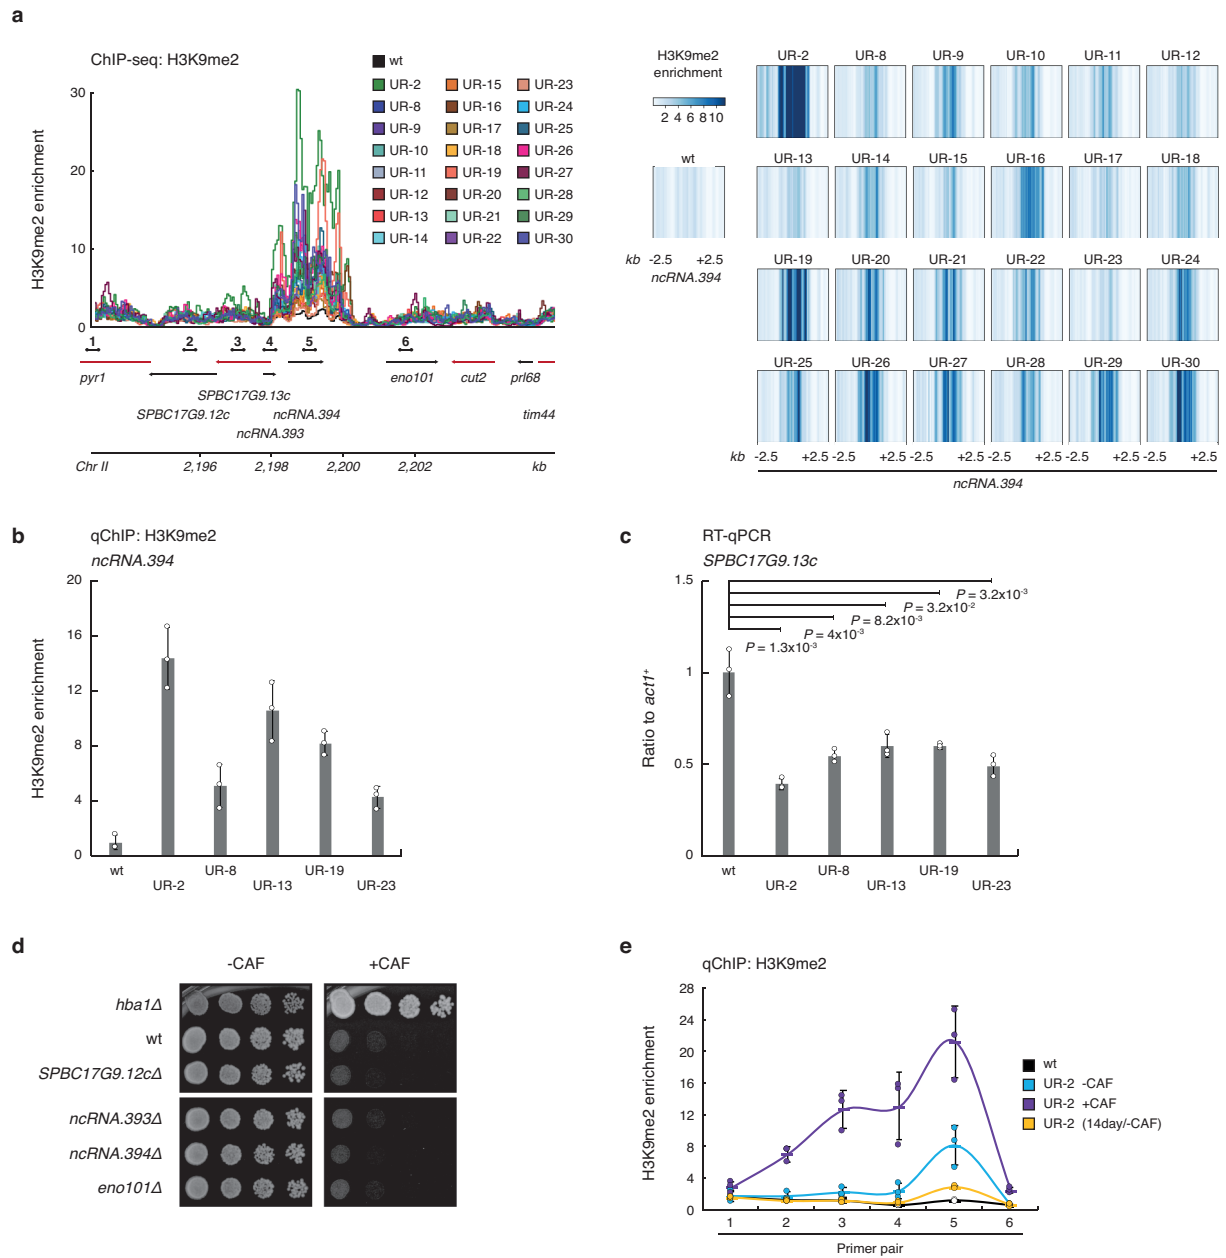 a
ChIP-seq: H3K9me2
wt
UR-2 UR-15 UR-23
UR-8 UR-16 UR-24
UR-9 UR-17 UR-25
UR-10 UR-18 UR-26
UR-11 UR-19 UR-27
UR-12 UR-20 UR-28
UR-13 UR-21 UR-29
UR-14 UR-22 UR-30
H3K9me2 enrichment
30
20
10
0
1 2 3 4 5 6
pyr1 eno101 cut2 prl68
SPBC17G9.13c
SPBC17G9.12c ncRNA.394 tim44
ncRNA.393
Chr II 2,196 2,198 2,200 2,202 kb
H3K9me2
enrichment
2 4 6 8 10
wt
kb -2.5 +2.5
ncRNA.394
UR-2 UR-8 UR-9 UR-10 UR-11 UR-12
UR-13 UR-14 UR-15 UR-16 UR-17 UR-18
UR-19 UR-20 UR-21 UR-22 UR-23 UR-24
UR-25 UR-26 UR-27 UR-28 UR-29 UR-30
kb -2.5 +2.5 -2.5 +2.5 -2.5 +2.5 -2.5 +2.5 -2.5 +2.5 -2.5 +2.5
ncRNA.394
b
qChIP: H3K9me2
ncRNA.394
H3K9me2 enrichment
20
16
12
8
4
0
wt UR-2 UR-8 UR-13 UR-19 UR-23
c
RT-qPCR
SPBC17G9.13c
Ratio to act1⁺
1.5
1
0.5
0
P = 3.2x10⁻³
P = 3.2x10⁻²
P = 8.2x10⁻³
P = 4x10⁻³
P = 1.3x10⁻³
wt UR-2 UR-8 UR-13 UR-19 UR-23
d
-CAF +CAF
hba1Δ
wt
SPBC17G9.12cΔ
ncRNA.393Δ
ncRNA.394Δ
eno101Δ
e
qChIP: H3K9me2
H3K9me2 enrichment
28
24
20
16
12
8
4
0
wt
UR-2 -CAF
UR-2 +CAF
UR-2 (14day/-CAF)
1 2 3 4 5 6
Primer pair